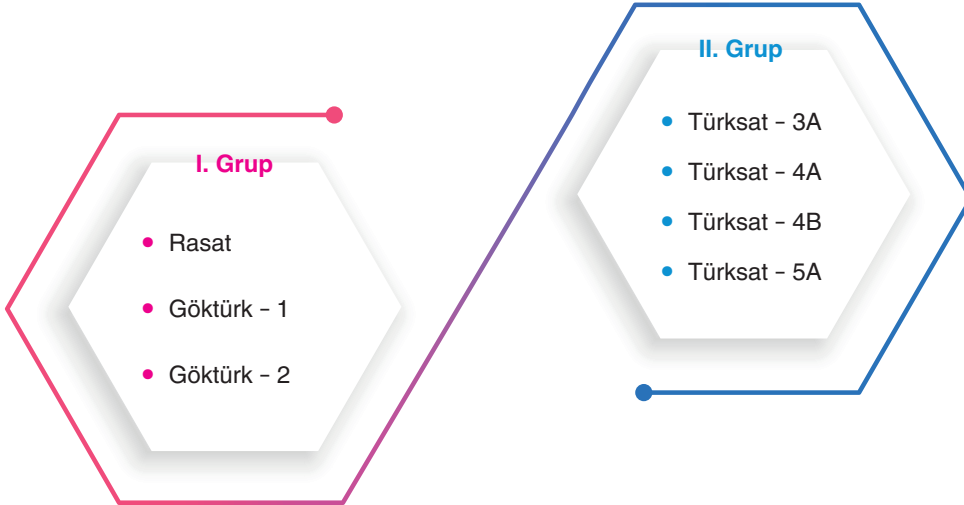 I. Grup
• Rasat
• Göktürk – 1
• Göktürk – 2
II. Grup
• Türksat – 3A
• Türksat – 4A
• Türksat – 4B
• Türksat – 5A